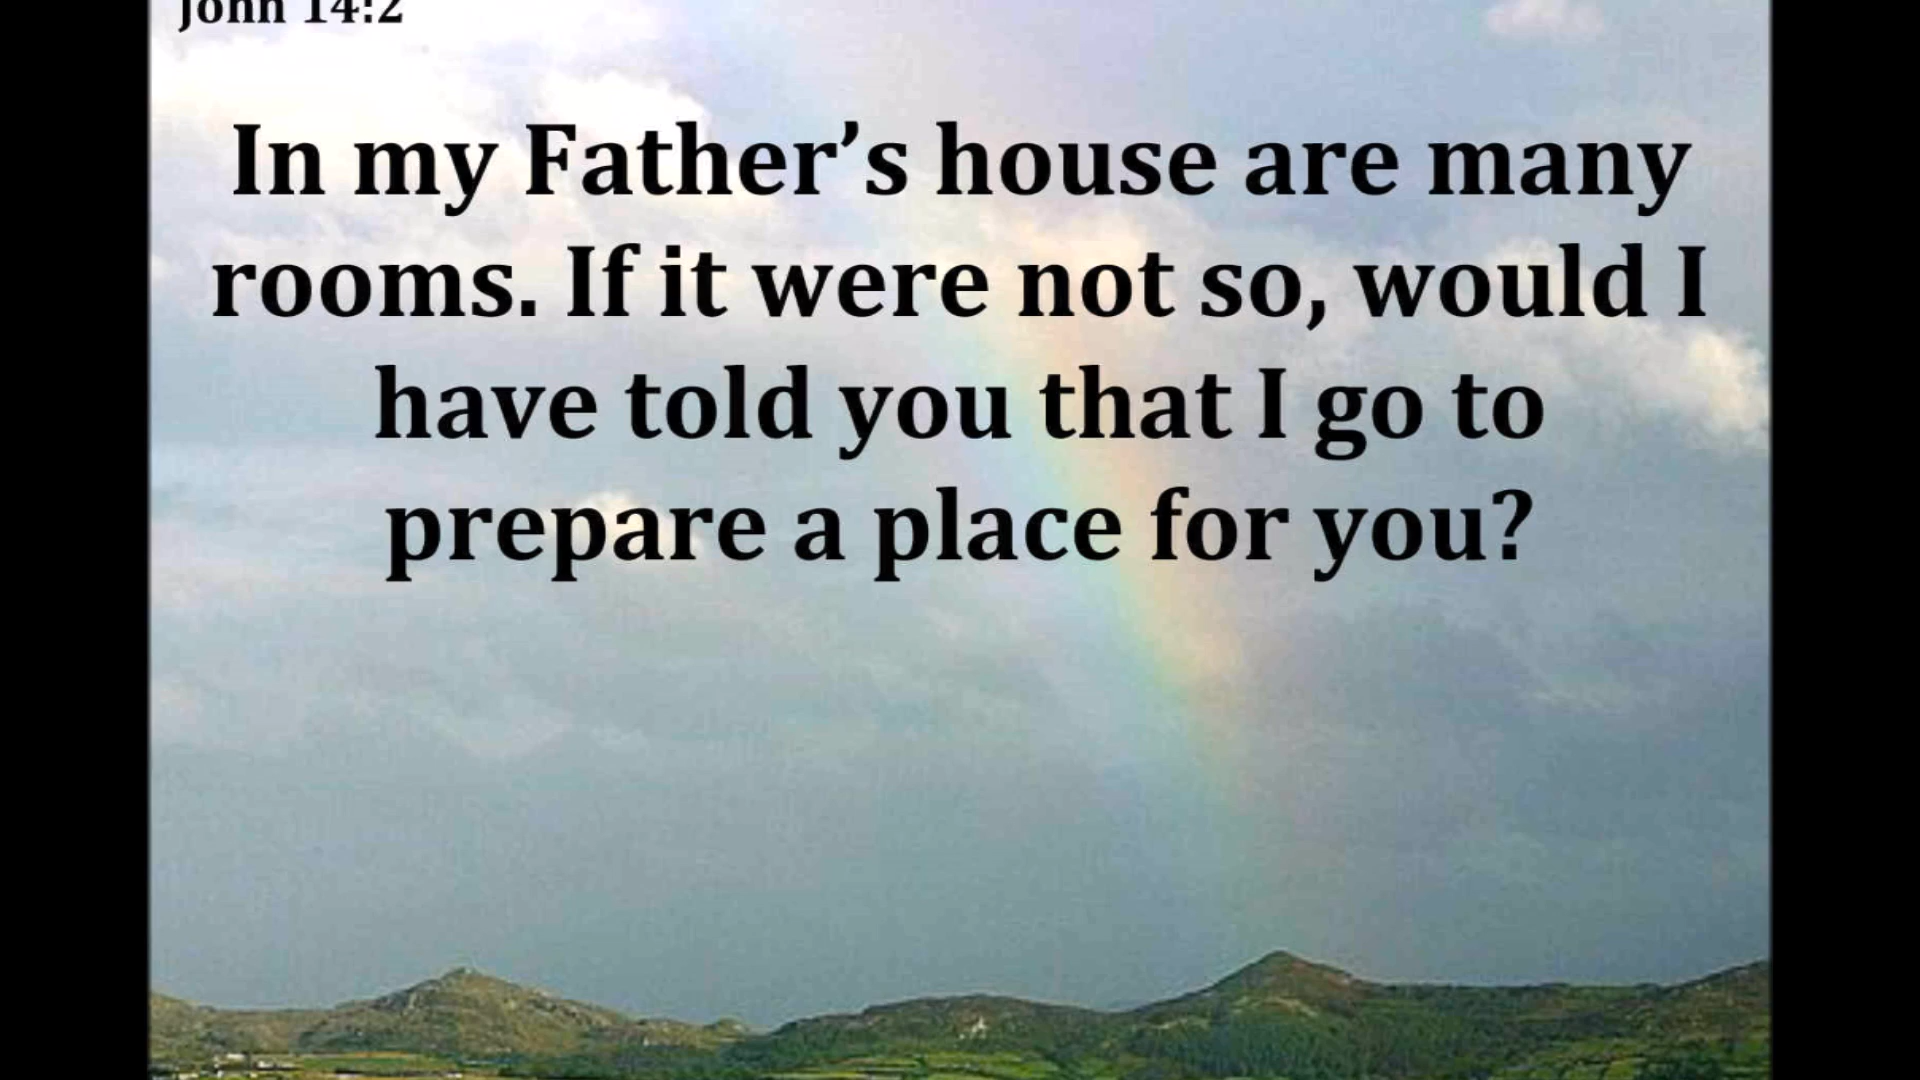 John 14:2
In my Father’s house are many
rooms. If it were not so, would I
have told you that I go to
prepare a place for you?